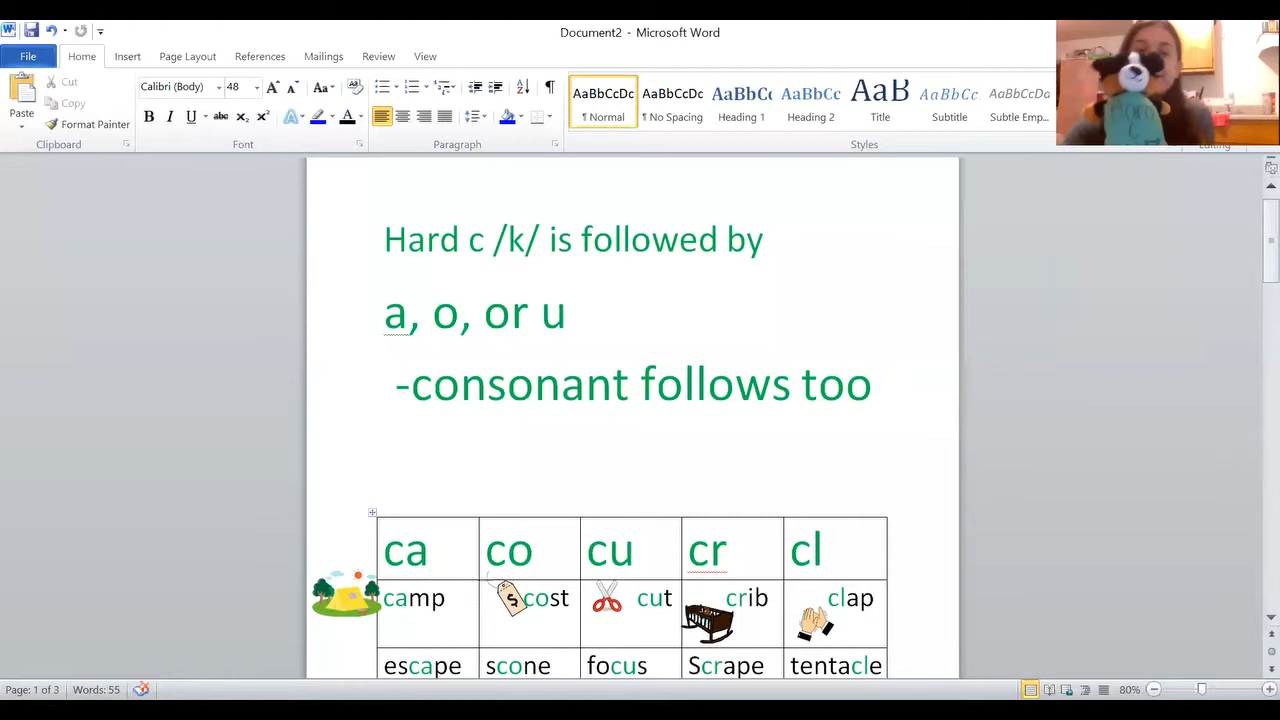 Document2 - Microsoft Word
File Home Insert Page Layout References Mailings Review View
Paste
Cut
Copy
Format Painter
Clipboard
Calibri (Body) 48
Font
Paragraph
AaBbCcDc AaBbCcDc AaBbC AaBbCc AaB AaBbCc. AaBbCcDa
¶ Normal ¶ No Spacing Heading 1 Heading 2 Title Subtitle Subtle Emp...
Styles
Editing
Hard c /k/ is followed by
a, o, or u
-consonant follows too
ca co cu cr cl
camp cost cut crib clap
escape scone focus Scrape tentacle
Page: 1 of 3 Words: 55 80%